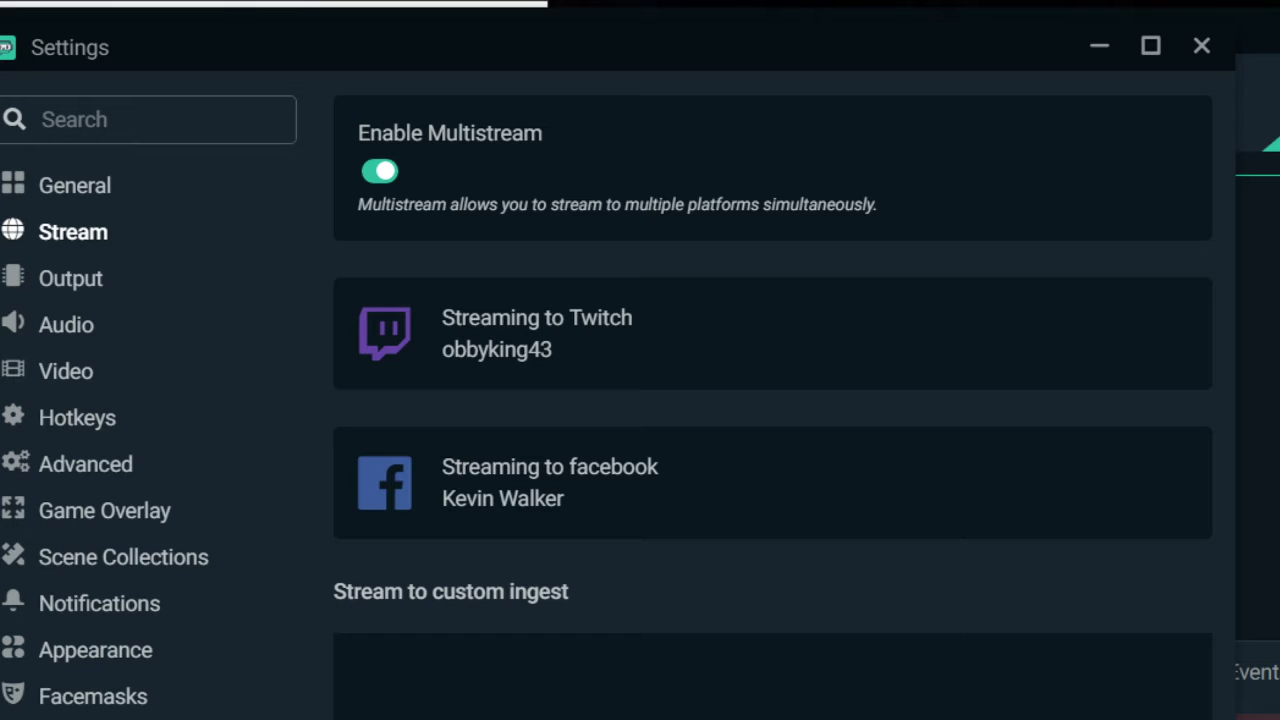 Settings
Search
General
Stream
Output
Audio
Video
Hotkeys
Advanced
Game Overlay
Scene Collections
Notifications
Appearance
Facemasks
Enable Multistream
Multistream allows you to stream to multiple platforms simultaneously.
Streaming to Twitch
obbyking43
Streaming to facebook
Kevin Walker
Stream to custom ingest
Event